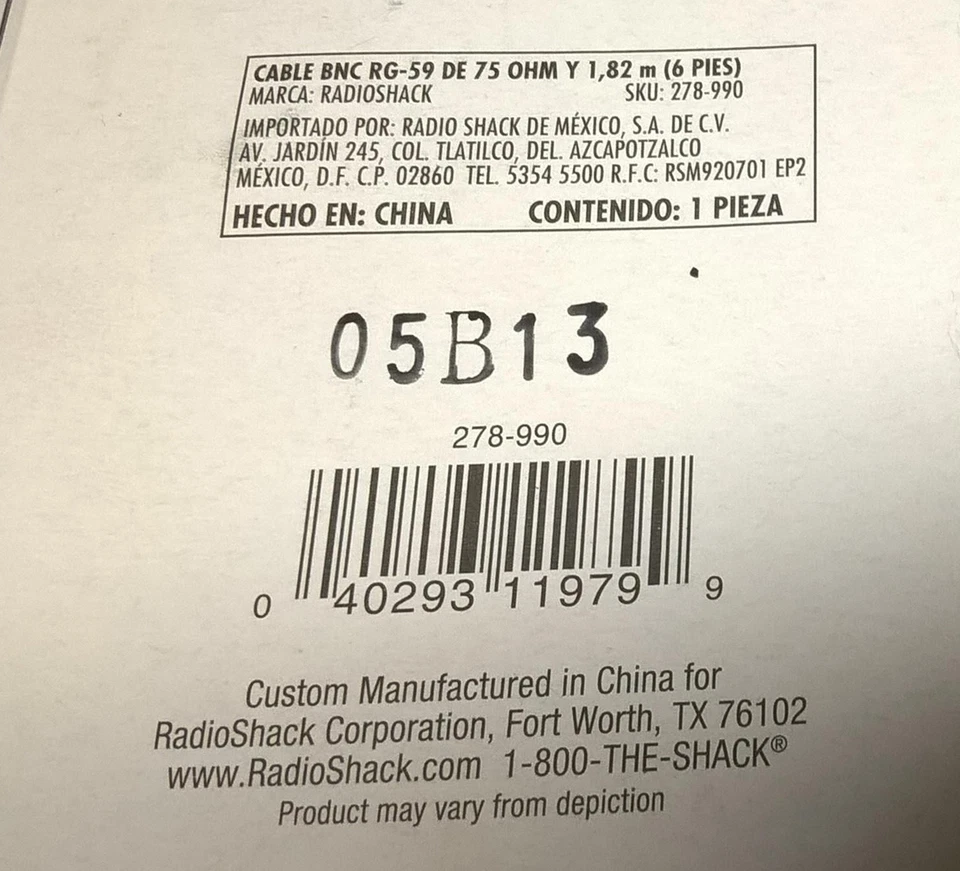 CABLE BNC RG-59 DE 75 OHM Y 1,82 m (6 PIES)
MARCA: RADIOSHACK SKU: 278-990
IMPORTADO POR: RADIO SHACK DE MÉXICO, S.A. DE C.V.
AV. JARDÍN 245, COL. TLATILCO, DEL. AZCAPOTZALCO
MÉXICO, D.F. C.P. 02860 TEL. 5354 5500 R.F.C: RSM920701 EP2
HECHO EN: CHINA CONTENIDO: 1 PIEZA
05B13
278-990
0 40293 11979 9
Custom Manufactured in China for
RadioShack Corporation, Fort Worth, TX 76102
www.RadioShack.com 1-800-THE-SHACK®
Product may vary from depiction